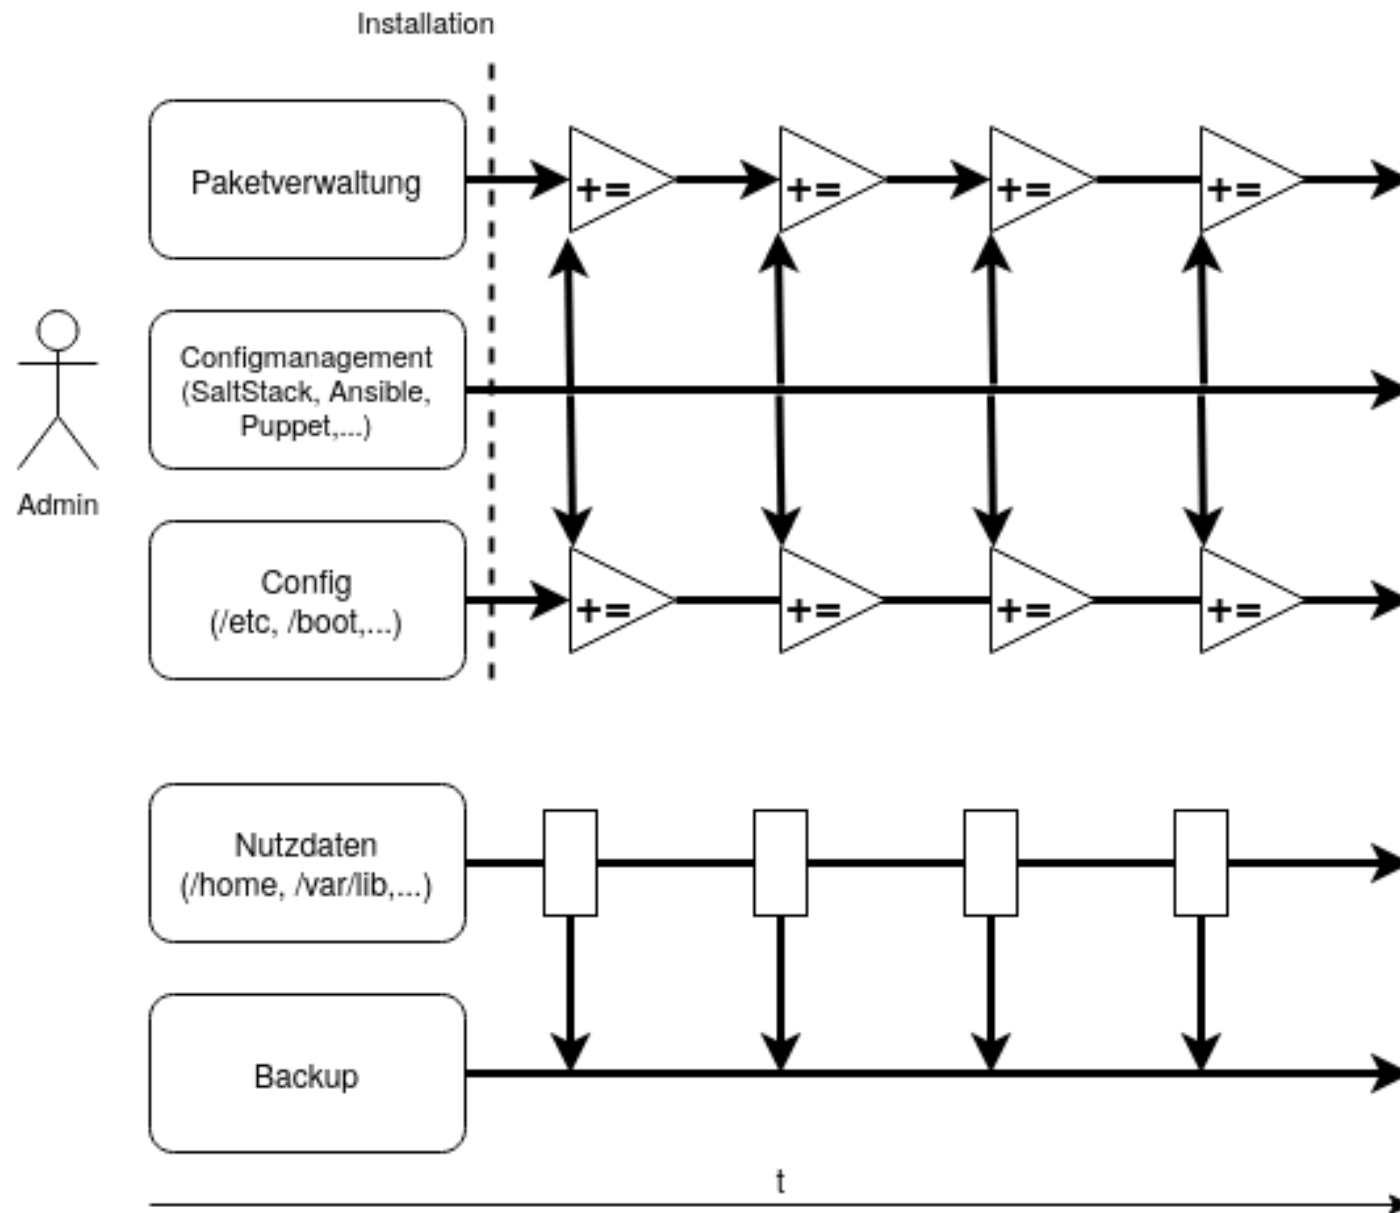 Installation
Paketverwaltung
+=
+=
+=
+=
Configmanagement
(SaltStack, Ansible,
Puppet,...)
Admin
Config
(/etc, /boot,...)
+=
+=
+=
+=
Nutzdaten
(/home, /var/lib,...)
Backup
t